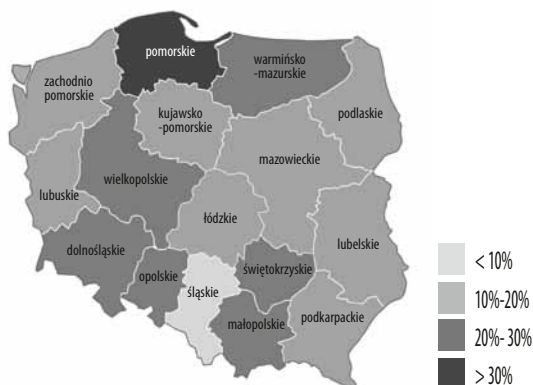 pomorskie
warmińsko
-mazurskie
zachodnio
pomorskie
kujawsko
-pomorskie
podlaskie
mazowieckie
wielkopolskie
lubuskie
łódzkie
lubelskie
dolnośląskie
opolskie
śląskie
świętokrzyskie
małopolskie
podkarpackie
< 10%
10%-20%
20%- 30%
> 30%